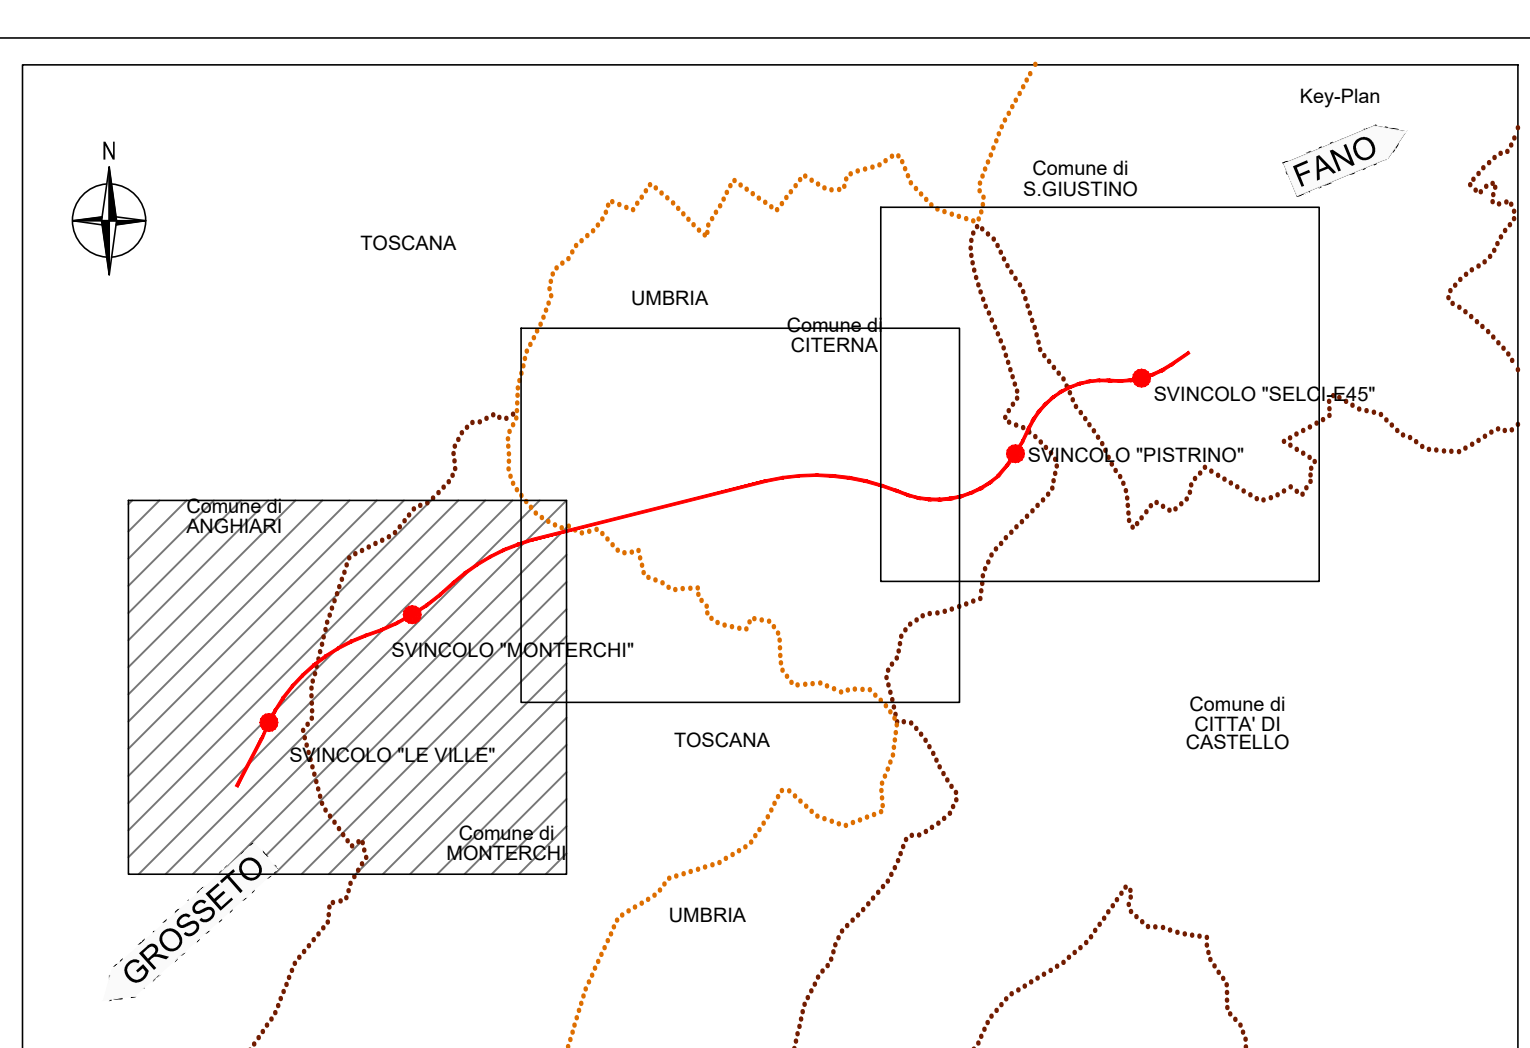 Key-Plan
FANO
N
Comune di
S.GIUSTINO
TOSCANA
UMBRIA
Comune di
CITERNA
SVINCOLO "SELCI-E45"
SVINCOLO "PISTRINO"
Comune di
ANGHIARI
SVINCOLO "MONTERCHI"
SVINCOLO "LE VILLE"
TOSCANA
Comune di
CITTA' DI
CASTELLO
Comune di
MONTERCHI
GROSSETO
UMBRIA